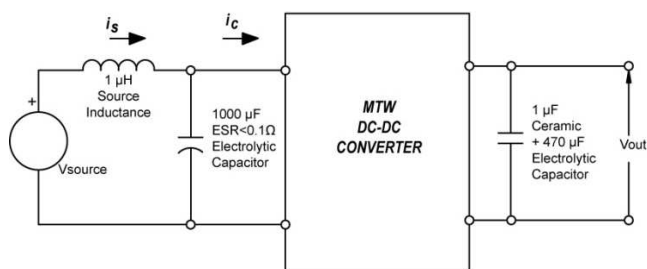 is
ic
1 µH
Source
Inductance
+
Vsource
1000 µF
ESR<0.1Ω
Electrolytic
Capacitor
MTW
DC-DC
CONVERTER
1 µF
Ceramic
+ 470 µF
Electrolytic
Capacitor
Vout